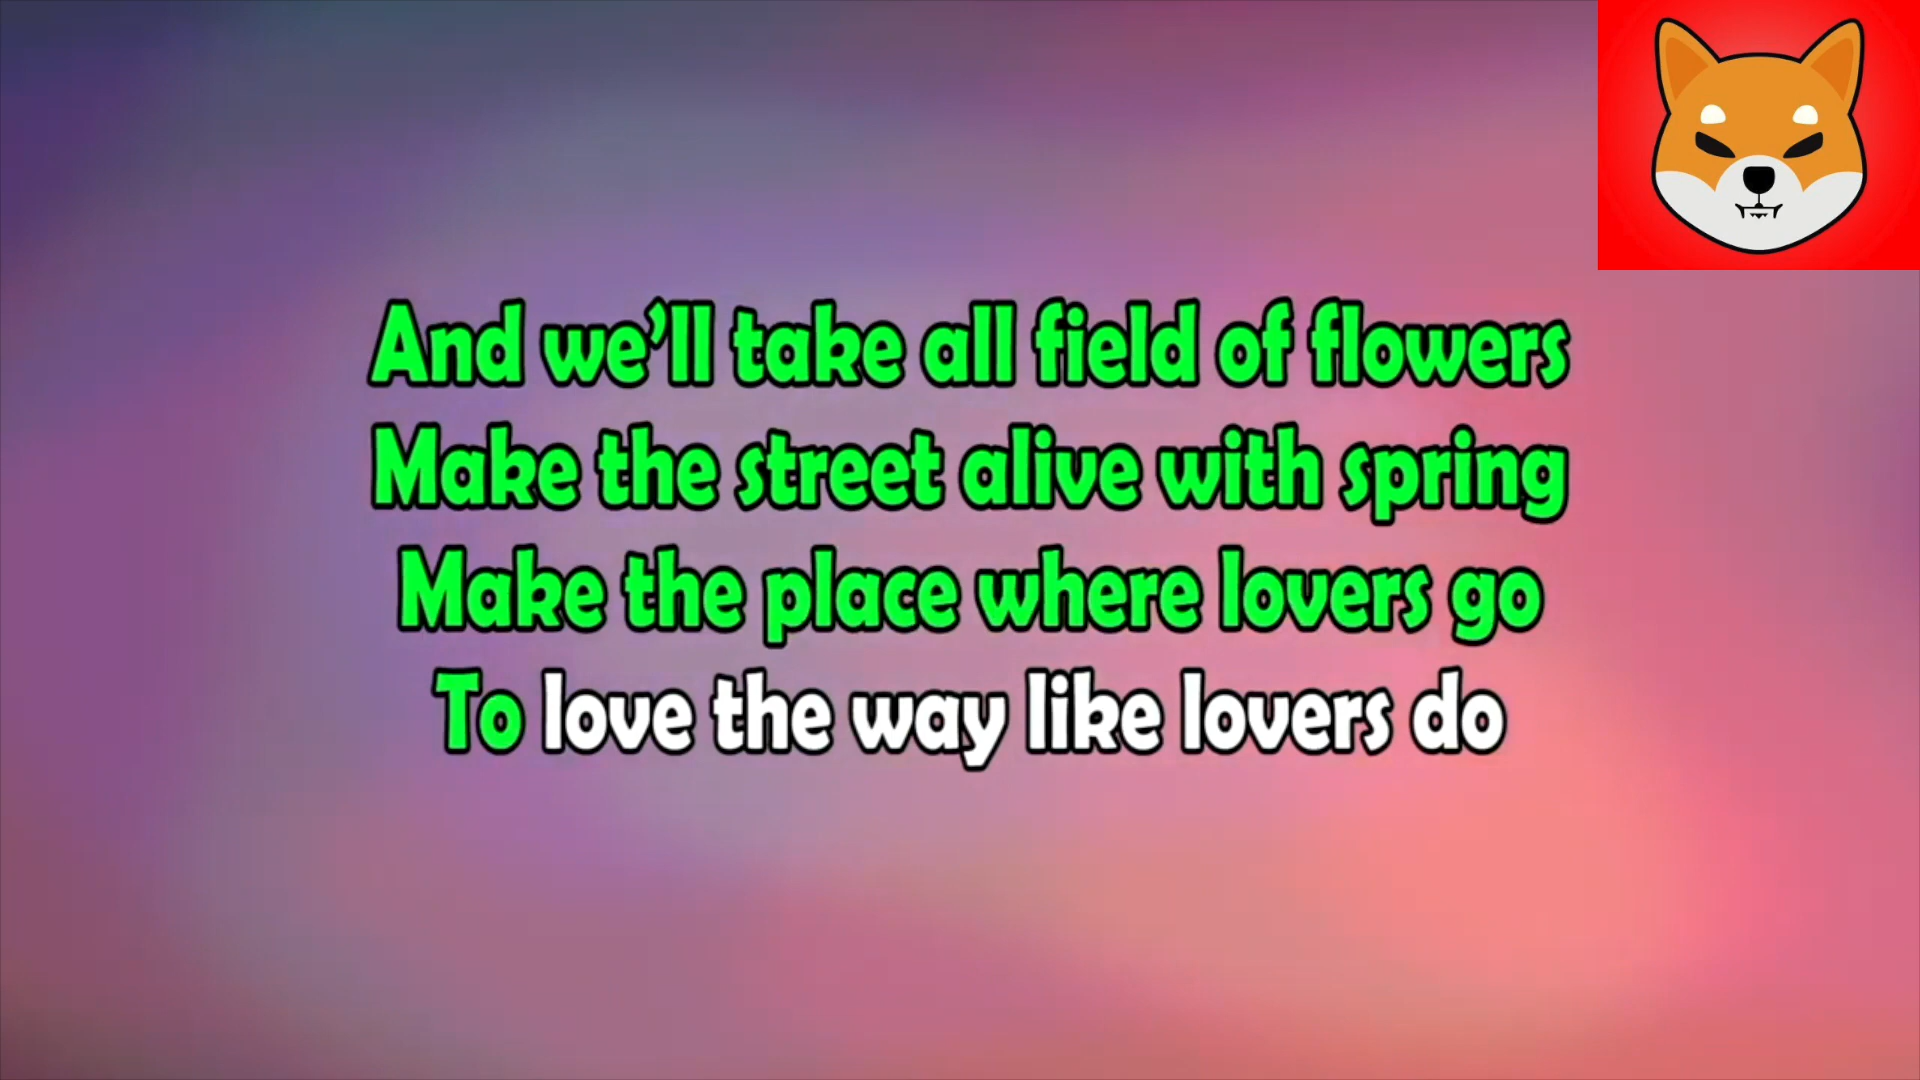 And we’ll take all field of flowers
Make the street alive with spring
Make the place where lovers go
To love the way like lovers do